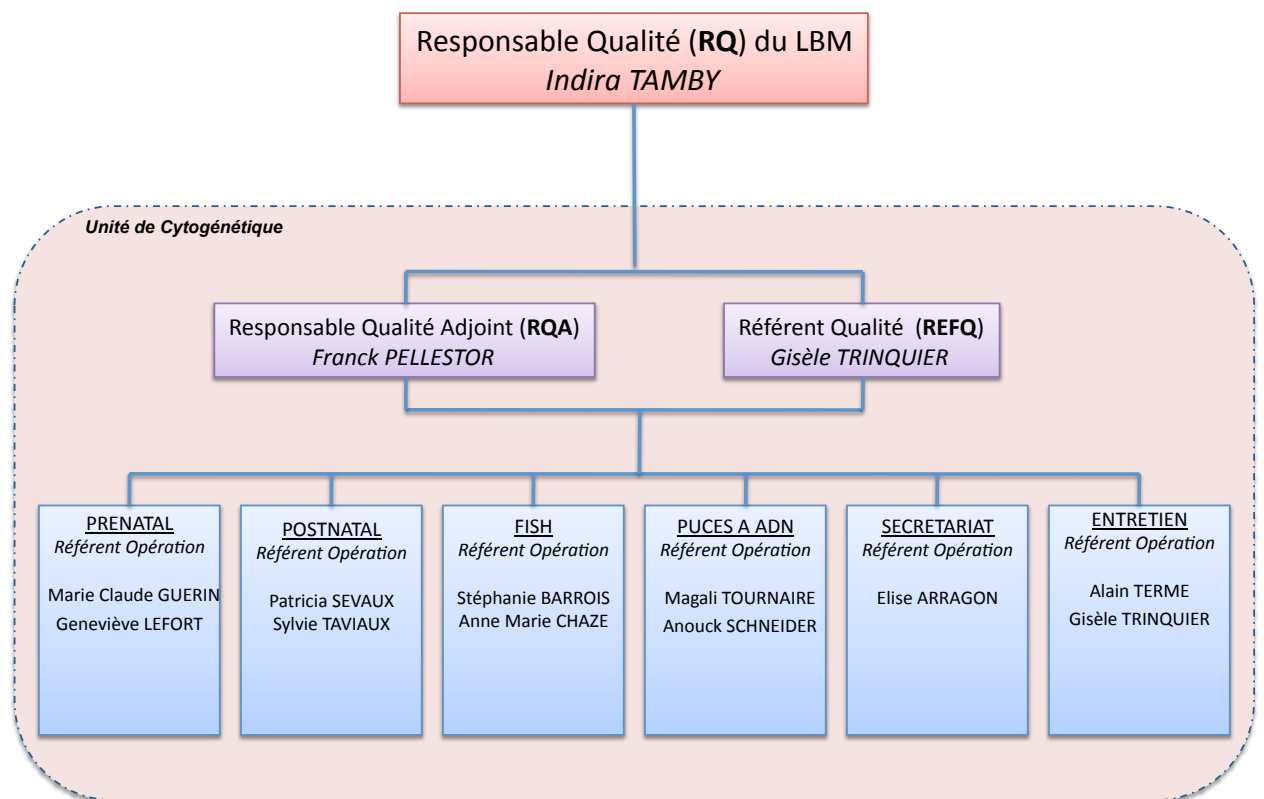 Responsable Qualité (RQ) du LBM
Indira TAMBY
Unité de Cytogénétique
Responsable Qualité Adjoint (RQA)
Franck PELLESTOR
Référent Qualité (REFQ)
Gisèle TRINQUIER
PRENATAL
Référent Opération
Marie Claude GUERIN
Geneviève LEFORT
POSTNATAL
Référent Opération
Patricia SEVAUX
Sylvie TAVIAUX
FISH
Référent Opération
Stéphanie BARROIS
Anne Marie CHAZE
PUCES A ADN
Référent Opération
Magali TOURNAIRE
Anouck SCHNEIDER
SECRETARIAT
Référent Opération
Elise ARRAGON
ENTRETIEN
Référent Opération
Alain TERME
Gisèle TRINQUIER